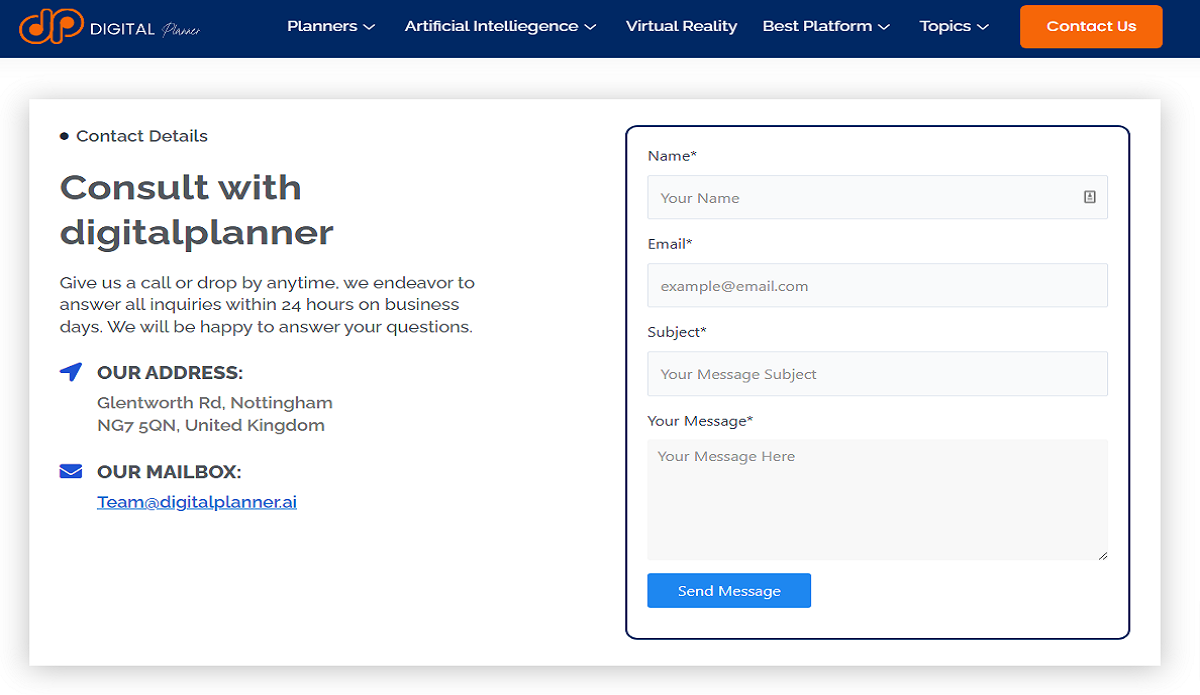 dp DIGITAL Planner
Planners
Artificial Intelliegence
Virtual Reality
Best Platform
Topics
Contact Us
Contact Details
Consult with
digitalplanner
Give us a call or drop by anytime, we endeavor to
answer all inquiries within 24 hours on business
days. We will be happy to answer your questions.
OUR ADDRESS:
Glentworth Rd, Nottingham
NG7 5QN, United Kingdom
OUR MAILBOX:
Team@digitalplanner.ai
Name*
Your Name
Email*
example@email.com
Subject*
Your Message Subject
Your Message*
Your Message Here
Send Message